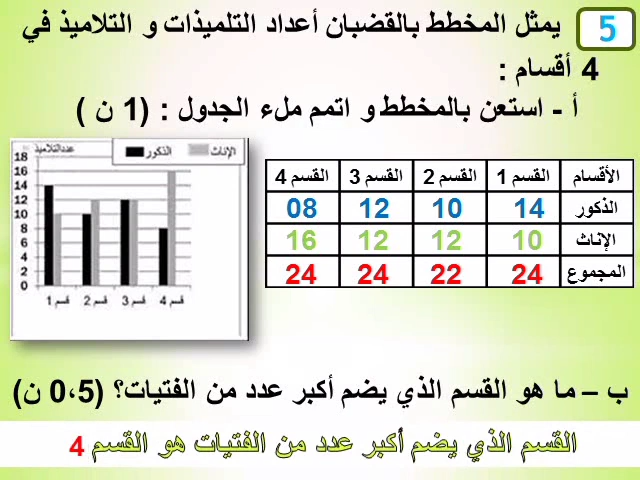 5
يمثل المخطط بالقضبان أعداد التلميذات و التلاميذ في
4 أقسام :
أ - استعن بالمخطط و اتمم ملء الجدول : (1 ن )
الأقسام القسم 1 القسم 2 القسم 3 القسم 4
الذكور 14 10 12 08
الإناث 10 12 12 16
المجموع 24 22 24 24
عدد التلاميذ
الذكور الإناث
18
16
14
12
10
8
6
4
2
0
قسم 1 قسم 2 قسم 3 قسم 4
ب – ما هو القسم الذي يضم أكبر عدد من الفتيات؟ (0،5 ن)
القسم الذي يضم أكبر عدد من الفتيات هو القسم 4